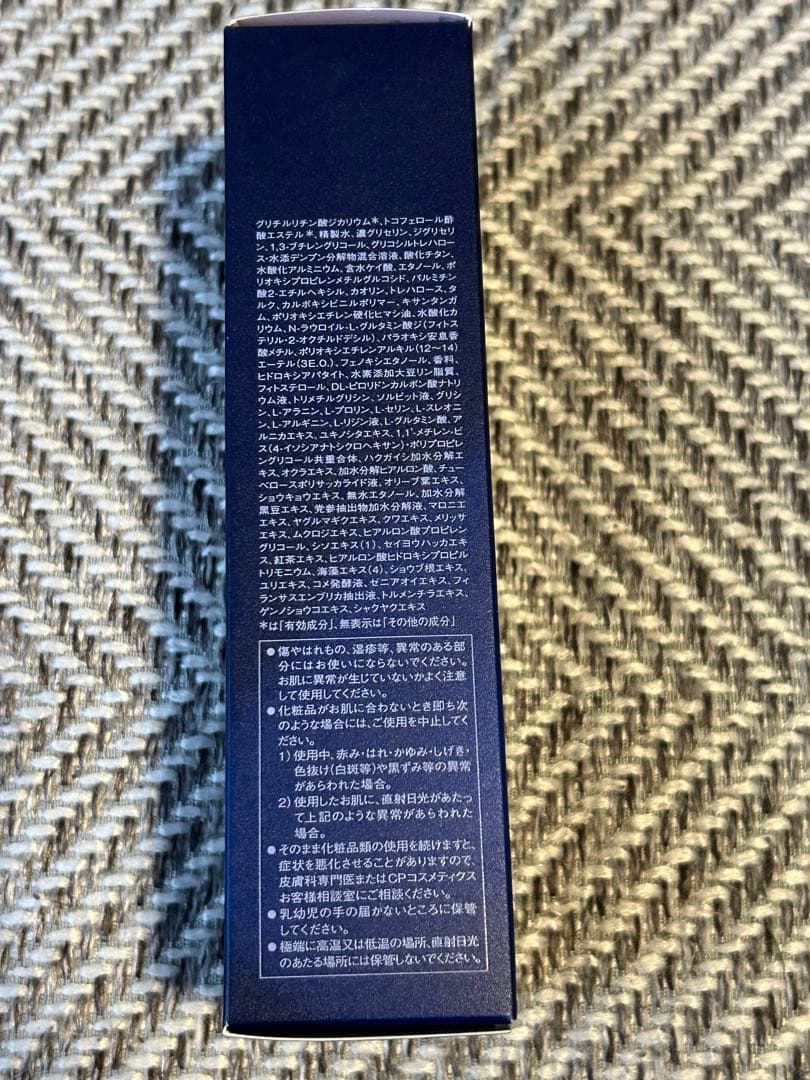 グリチルリチン酸ジカリウム＊、トコフェロール酢
酸エステル＊、精製水、濃グリセリン、ジグリセリ
ン、1,3-ブチレングリコール、グリコシルトレハロー
ス・水添デンプン分解物混合溶液、酸化チタン、
水酸化アルミニウム、含水ケイ酸、エタノール、ポ
リオキシプロピレンメチルグルコシド、パルミチン
酸2-エチルヘキシル、カオリン、トレハロース、タ
ルク、カルボキシビニルポリマー、キサンタンガ
ム、ポリオキシエチレン硬化ヒマシ油、水酸化カ
リウム、N-ラウロイル-L-グルタミン酸ジ(フィトス
テリル・2-オクチルドデシル)、パラオキシ安息香
酸メチル、ポリオキシエチレンアルキル(12～14)
エーテル(3E.O.)、フェノキシエタノール、香料、
ヒドロキシアパタイト、水素添加大豆リン脂質、
フィトステロール、DL-ピロリドンカルボン酸ナトリ
ウム液、トリメチルグリシン、ソルビット液、グリシ
ン、L-アラニン、L-プロリン、L-セリン、L-スレオニ
ン、L-アルギニン、L-リジン液、L-グルタミン酸、ア
ルニカエキス、ユキノシタエキス、1,1'-メチレン-ビ
ス(4-イソシアナトシクロヘキサン)・ポリプロピレ
ングリコール共重合体、ハクガイシ加水分解エ
キス、オクラエキス、加水分解ヒアルロン酸、チュー
ベロースポリサッカライド液、オリーブ葉エキス、
ショウキョウエキス、無水エタノール、加水分解
黒豆エキス、党参抽出物加水分解液、マロニエ
エキス、ヤグルマギクエキス、クワエキス、メリッサ
エキス、ムクロジエキス、ヒアルロン酸プロピレン
グリコール、シソエキス(1)、セイヨウハッカエキ
ス、紅茶エキス、ヒアルロン酸ヒドロキシプロピル
トリモニウム、海藻エキス(4)、ショウブ根エキス、
ユリエキス、コメ発酵液、ゼニアオイエキス、フィ
ランサスエンブリカ抽出液、トルメンチラエキス、
ゲンノショウコエキス、シャクヤクエキス
＊は「有効成分」、無表示は「その他の成分」
●傷やはれもの、湿疹等、異常のある部
分にはお使いにならないでください。
お肌に異常が生じていないかよく注意
して使用してください。
●化粧品がお肌に合わないとき即ち次
のような場合には、ご使用を中止してく
ださい。
1)使用中、赤み・はれ・かゆみ・しげき・
色抜け(白斑等)や黒ずみ等の異常
があらわれた場合。
2)使用したお肌に、直射日光があたっ
て上記のような異常があらわれた
場合。
●そのまま化粧品類の使用を続けますと、
症状を悪化させることがありますので、
皮膚科専門医またはCPコスメティクス
お客様相談室にご相談ください。
●乳幼児の手の届かないところに保管
してください。
●極端に高温又は低温の場所、直射日光
のあたる場所には保管しないでください。